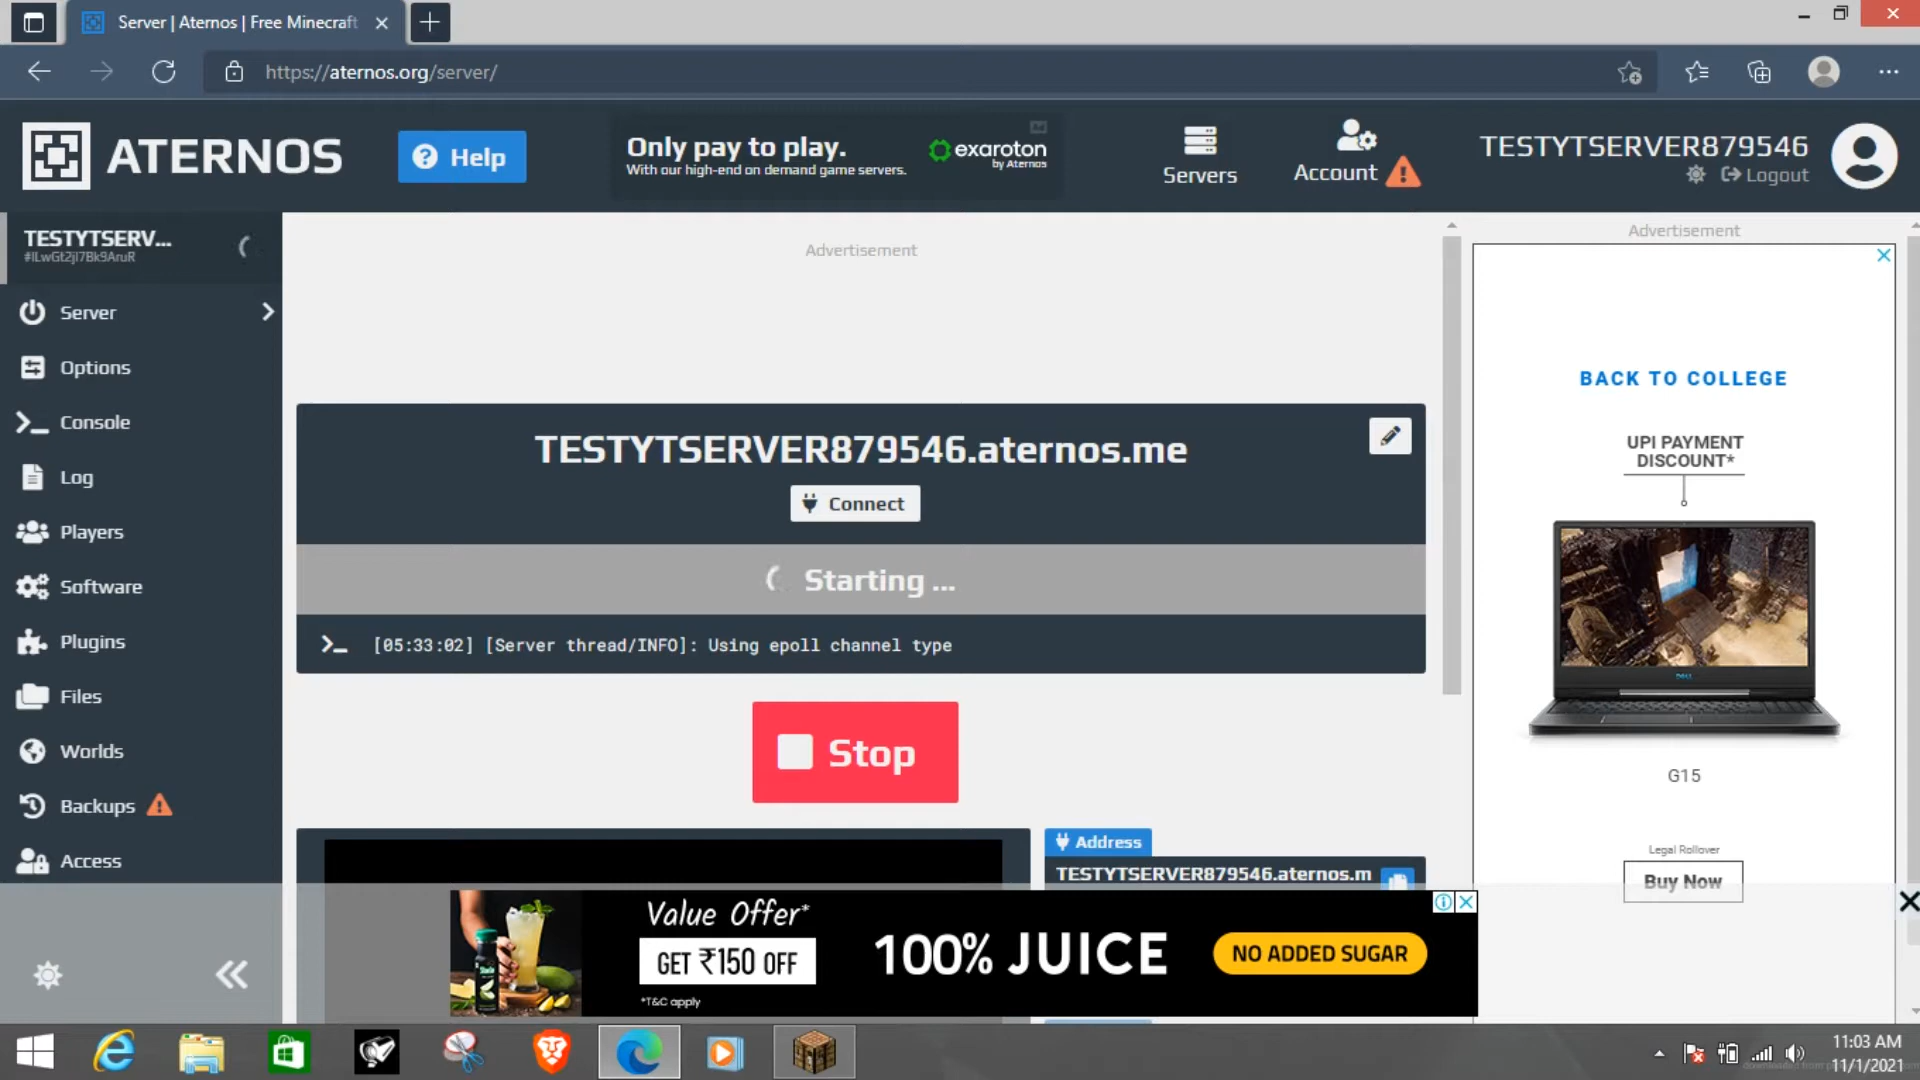 Server | Aternos | Free Minecraft
https://aternos.org/server/
ATERNOS
Help
Only pay to play.
With our high-end on demand game servers.
exaroton
by Aternos
Ad
Servers
Account
TESTYTSERVER879546
Logout
TESTYTSERV...
Server
Options
Console
Log
Players
Software
Plugins
Files
Worlds
Backups
Access
Advertisement
TESTYTSERVER879546.aternos.me
Connect
Starting ...
[05:33:02] [Server thread/INFO]: Using epoll channel type
Stop
Address
TESTYTSERVER879546.aternos.m
Advertisement
BACK TO COLLEGE
UPI PAYMENT
DISCOUNT*
DELL
G15
Legal Rollover
Buy Now
Value Offer*
GET ₹150 OFF
*T&C apply
100% JUICE
NO ADDED SUGAR
11:03 AM
11/1/2021